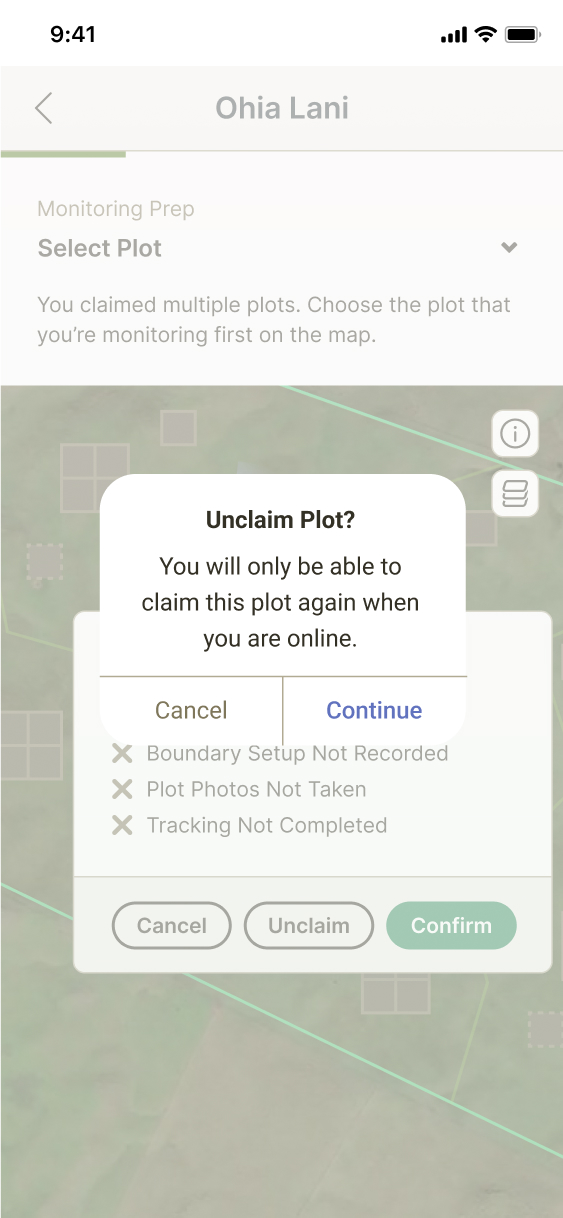 9:41
Ohia Lani
Monitoring Prep
Select Plot
You claimed multiple plots. Choose the plot that
you’re monitoring first on the map.
Unclaim Plot?
You will only be able to
claim this plot again when
you are online.
Cancel Continue
Boundary Setup Not Recorded
Plot Photos Not Taken
Tracking Not Completed
Cancel Unclaim Confirm